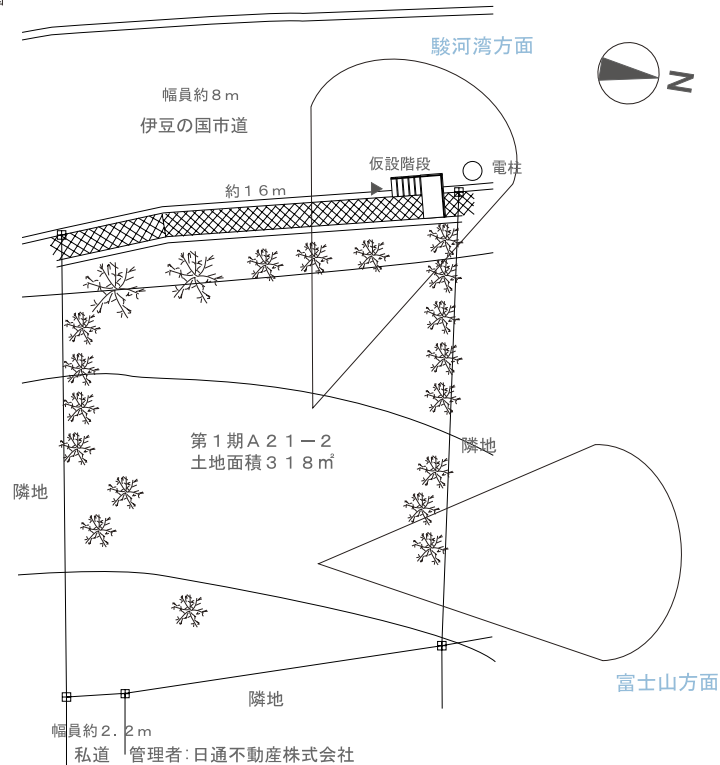 駿河湾方面
N
幅員約8m
伊豆の国市道
仮設階段
電柱
約16m
第1期A21-2
土地面積318㎡
隣地
隣地
富士山方面
隣地
幅員約2.2m
私道 管理者:日通不動産株式会社